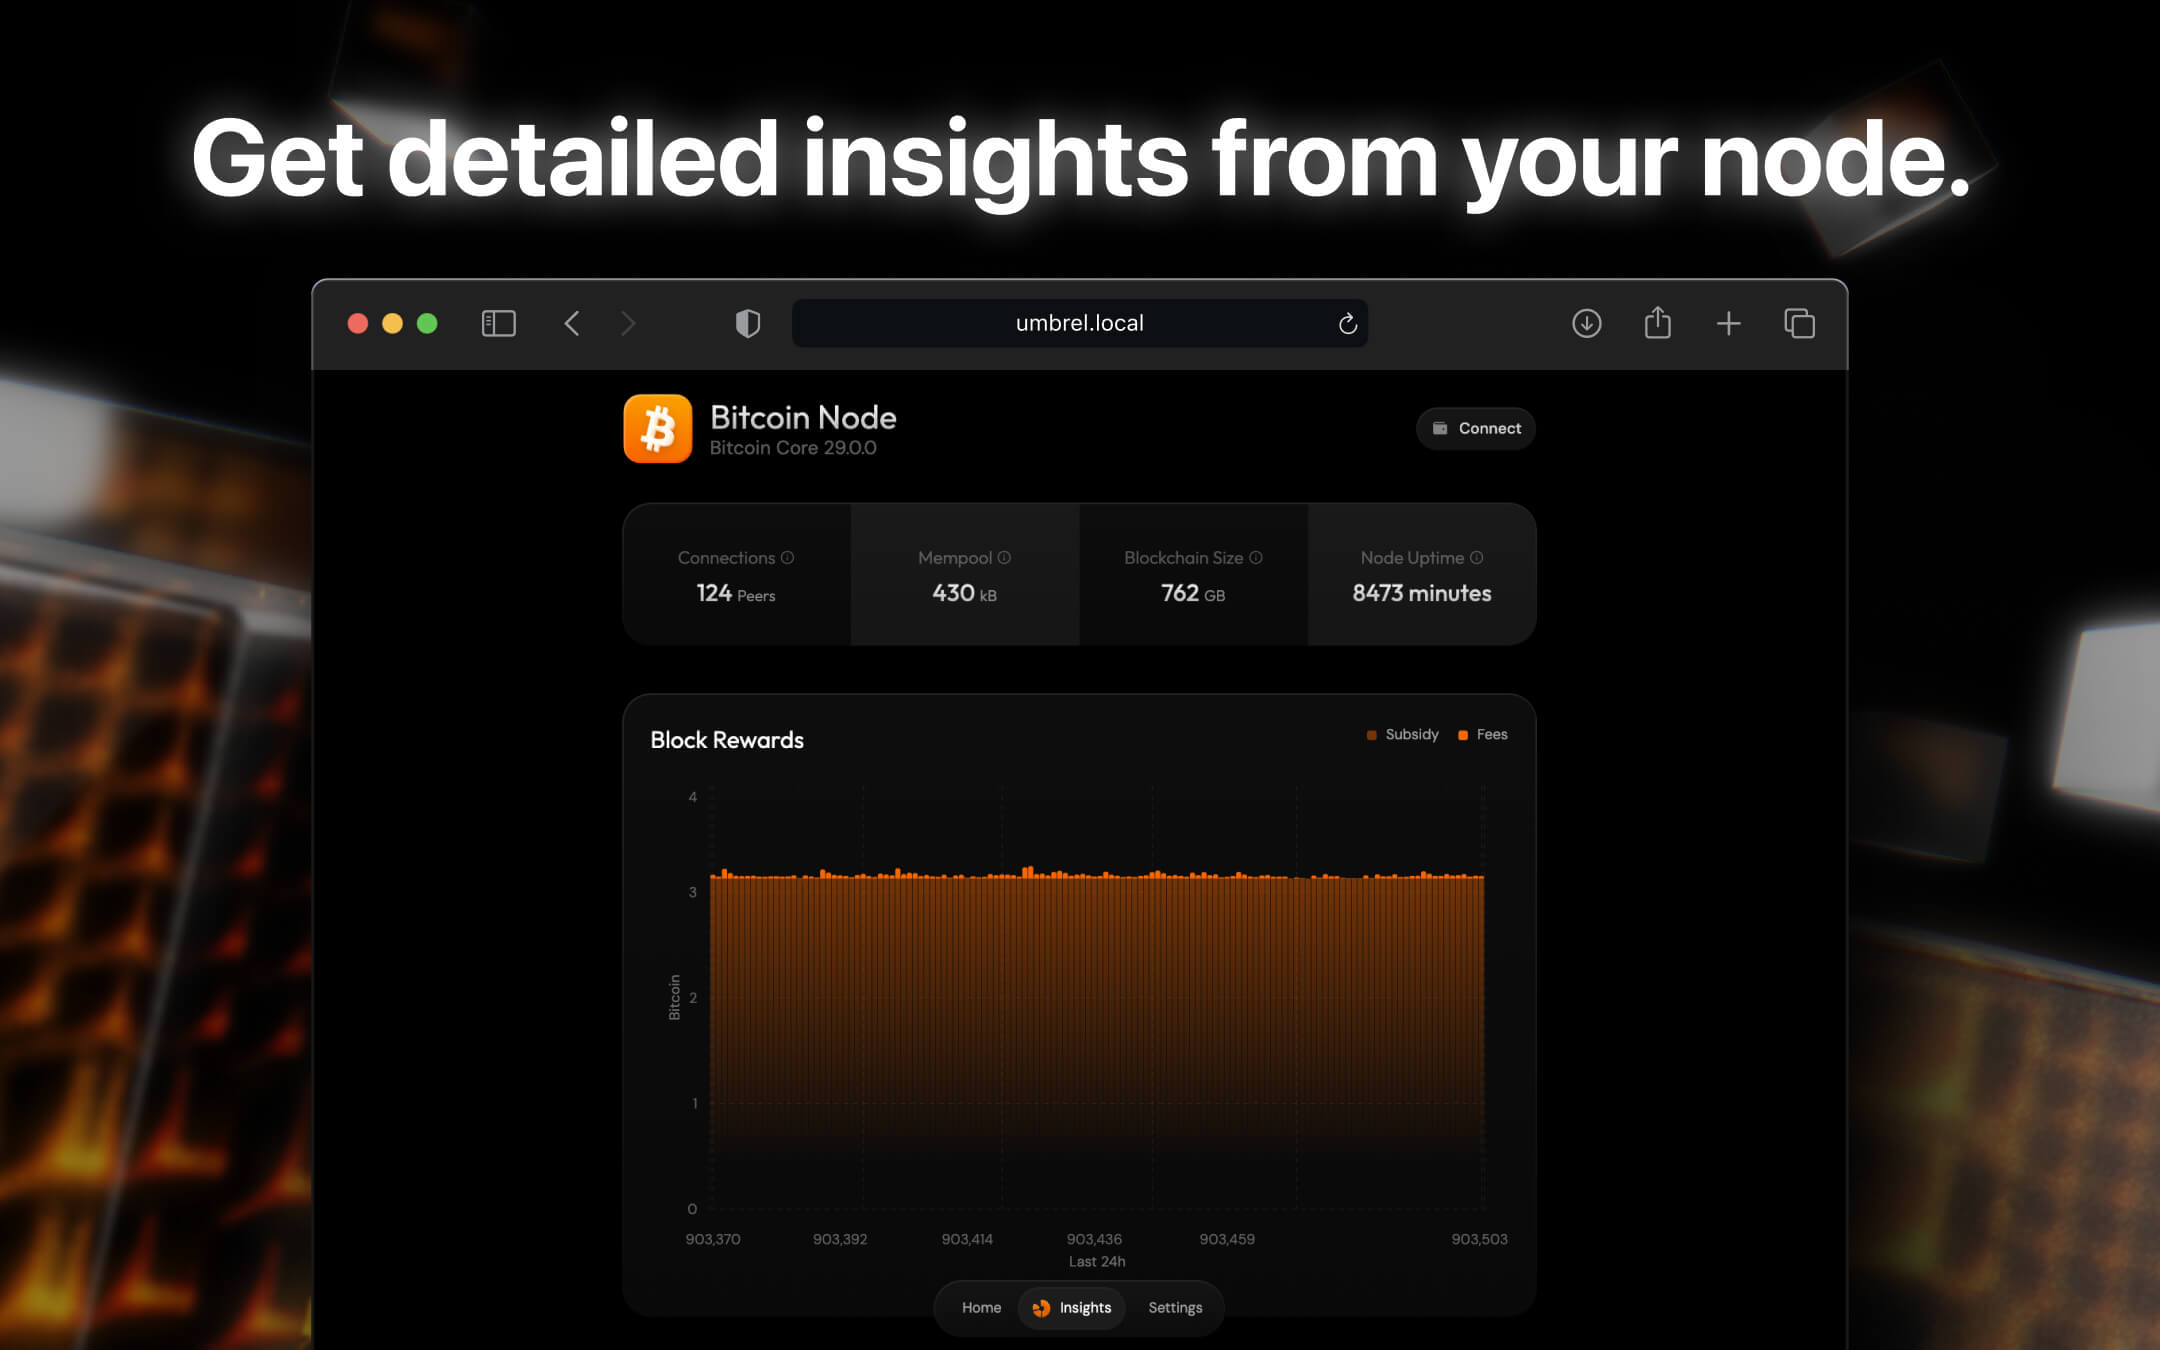 Get detailed insights from your node.
umbrel.local
Bitcoin Node
Bitcoin Core 29.0.0
Connect
Connections
124 Peers
Mempool
430 kB
Blockchain Size
762 GB
Node Uptime
8473 minutes
Block Rewards
Subsidy
Fees
4
3
2
1
0
Bitcoin
903,370
903,392
903,414
903,436
903,459
903,503
Last 24h
Home
Insights
Settings